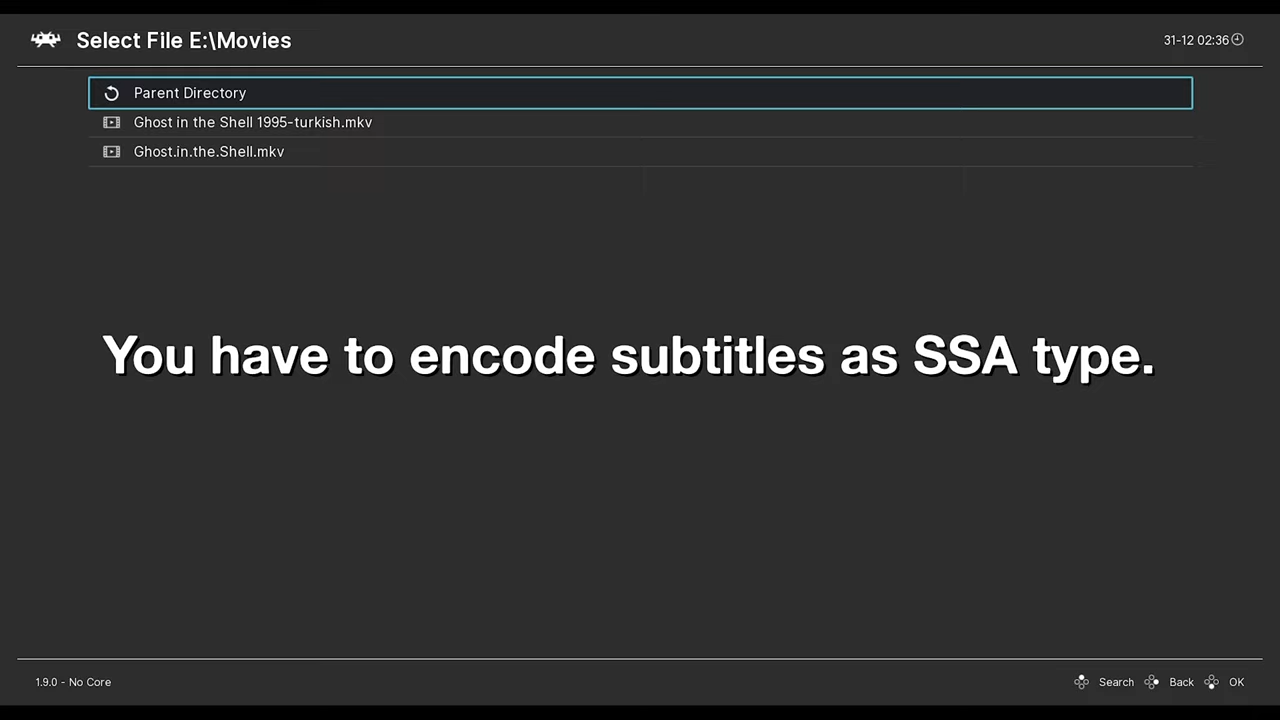 Select File E:\Movies
31-12 02:36
Parent Directory
Ghost in the Shell 1995-turkish.mkv
Ghost.in.the.Shell.mkv
You have to encode subtitles as SSA type.
1.9.0 - No Core
Search Back OK